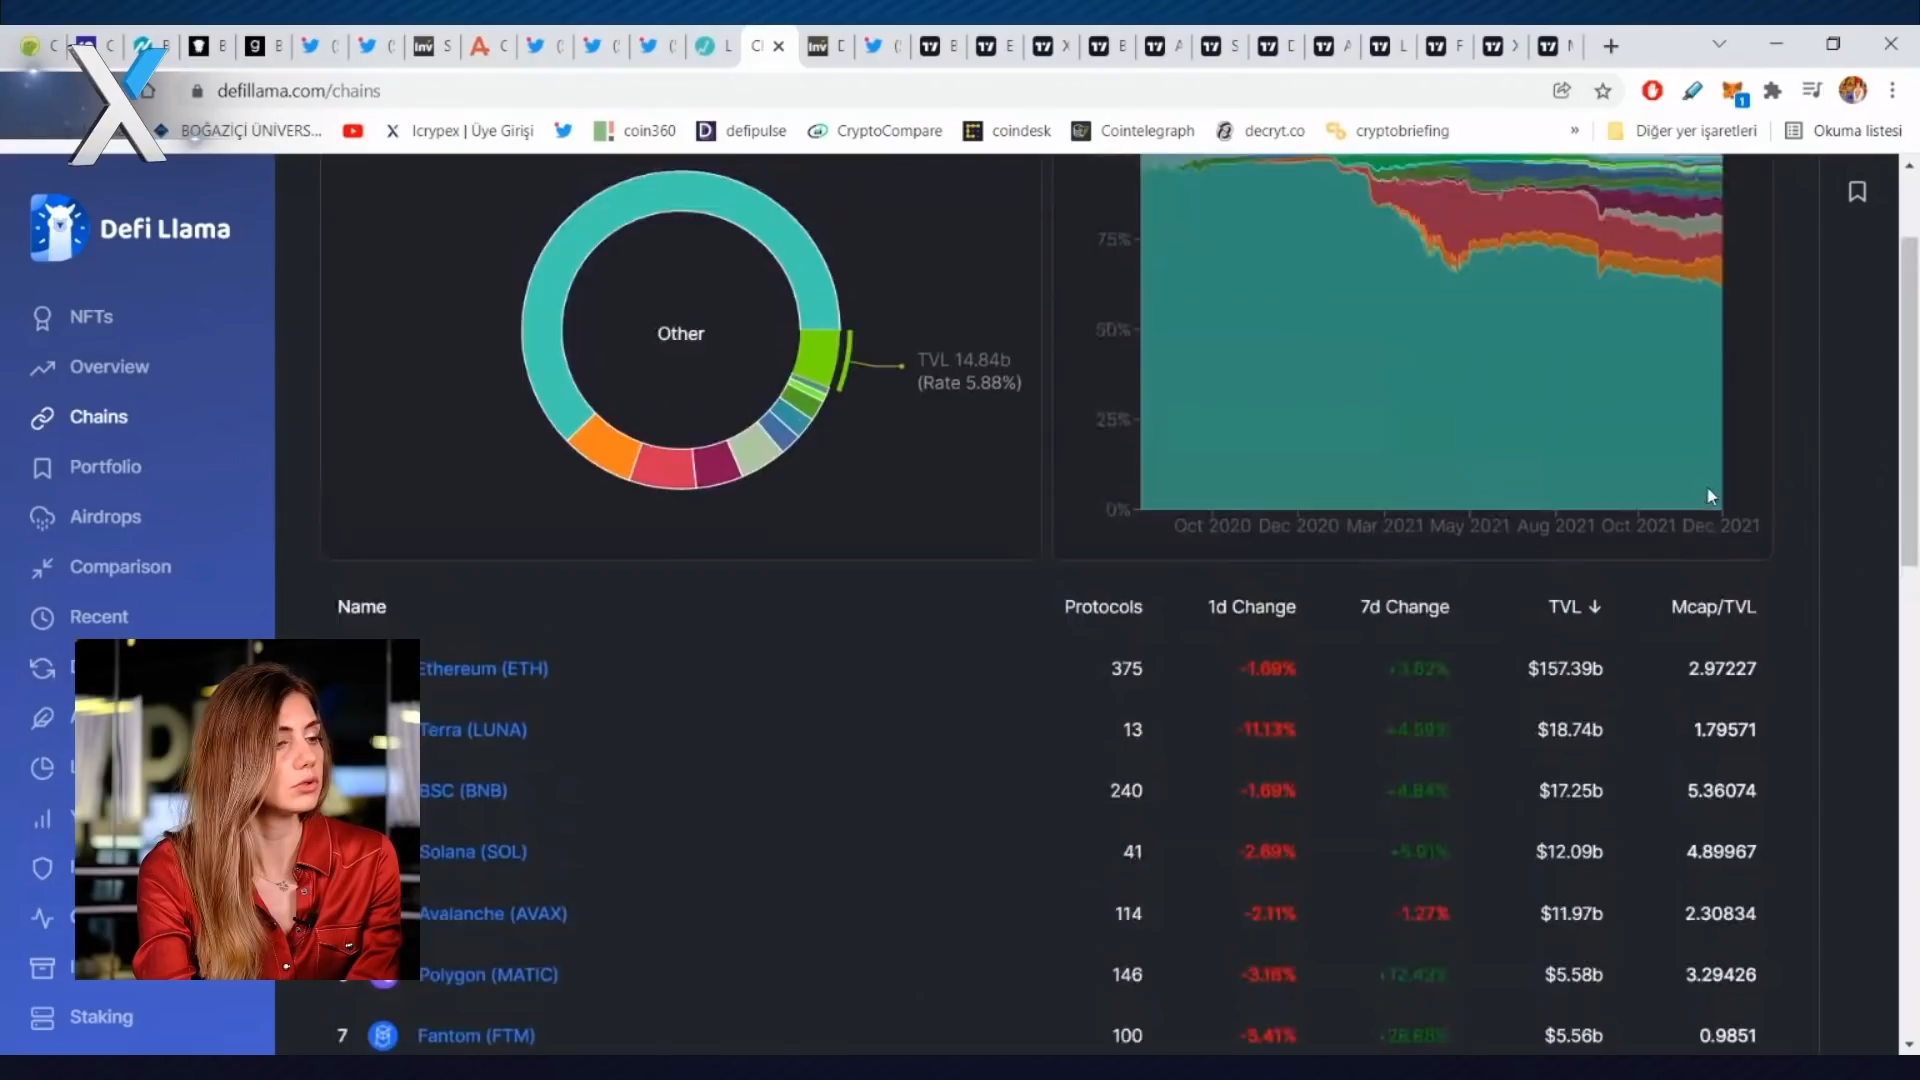 defillama.com/chains
BOĞAZİÇİ ÜNİVERS...
Icrypex | Üye Girişi
coin360
defipulse
CryptoCompare
coindesk
Cointelegraph
decryt.co
cryptobriefing
»
Diğer yer işaretleri
Okuma listesi
Defi Llama
NFTs
Overview
Chains
Portfolio
Airdrops
Comparison
Recent
Staking
Other
TVL 14.84b
(Rate 5.88%)
75%
50%
25%
0%
Oct 2020 Dec 2020 Mar 2021 May 2021 Aug 2021 Oct 2021 Dec 2021
Name Protocols 1d Change 7d Change TVL ↓ Mcap/TVL
Ethereum (ETH) 375 -1.69% +3.62% $157.39b 2.97227
Terra (LUNA) 13 -11.13% $18.74b 1.79571
BSC (BNB) 240 -1.69% +4.84% $17.25b 5.36074
Solana (SOL) 41 -2.69% +5.91% $12.09b 4.89967
Avalanche (AVAX) 114 -2.11% -1.27% $11.97b 2.30834
Polygon (MATIC) 146 $5.58b 3.29426
7 Fantom (FTM) 100 $5.56b 0.9851